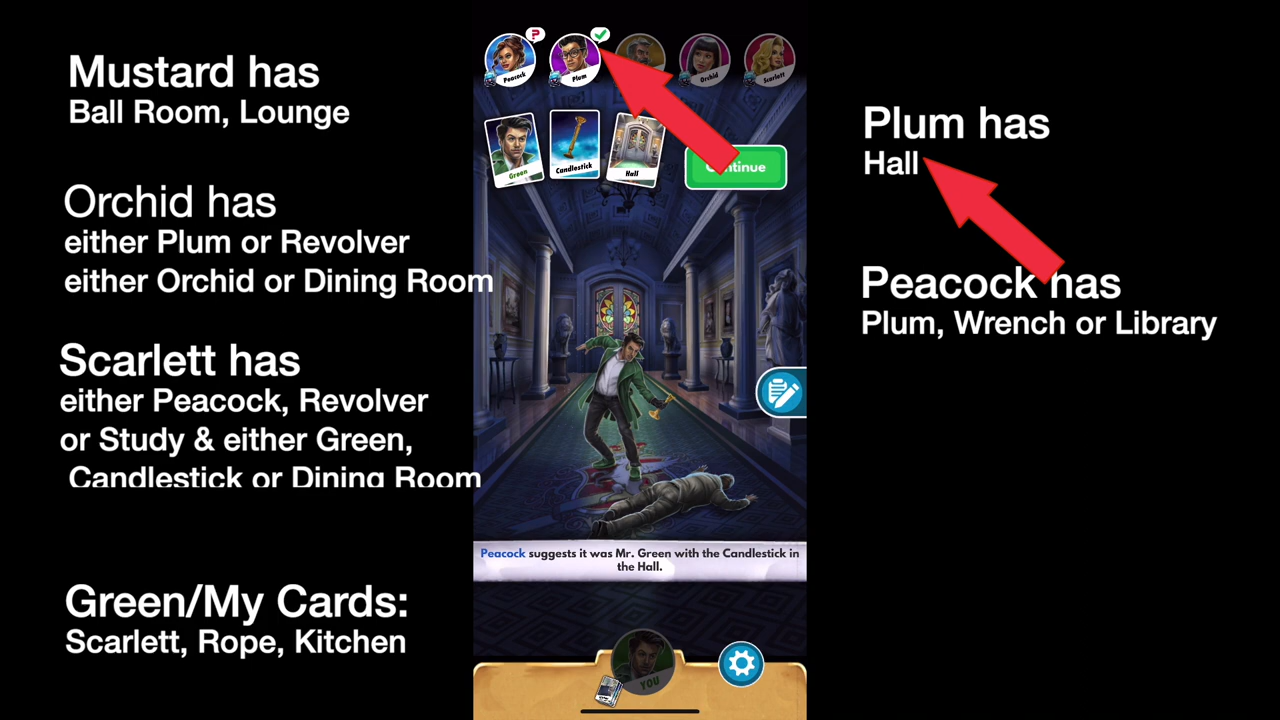 Mustard has
Ball Room, Lounge
Orchid has
either Plum or Revolver
either Orchid or Dining Room
Scarlett has
either Peacock, Revolver
or Study & either Green,
Candlestick or Dining Room
Green/My Cards:
Scarlett, Rope, Kitchen
?
Peacock
Plum
Orchid
Scarlett
Green
Candlestick
Hall
Continue
Peacock suggests it was Mr. Green with the Candlestick in
the Hall.
YOU
Plum has
Hall
Peacock has
Plum, Wrench or Library